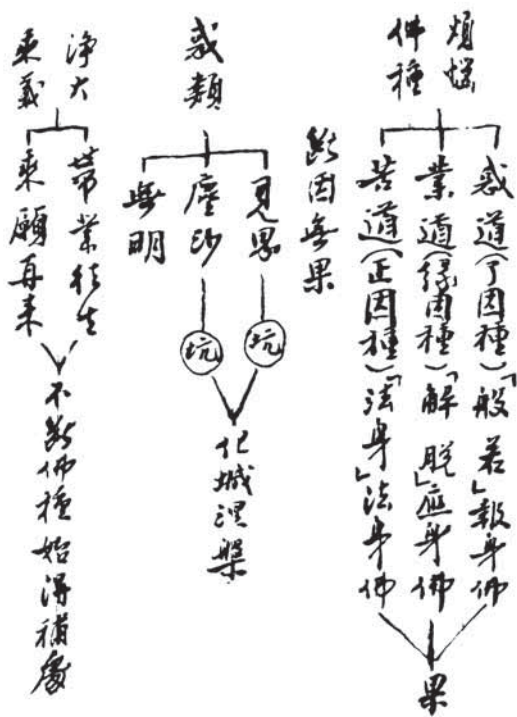 煩惱
佛種
惑道(了因種)「般若」報身佛
業道(緣因種)「解脫」應身佛
苦道(正因種)「法身」法身佛
果
斷因無果
惑類
見思
坑
塵沙
坑
無明
化城涅槃
淨大
乘義
帶業往生
乘願再來
不斷佛種始得補處